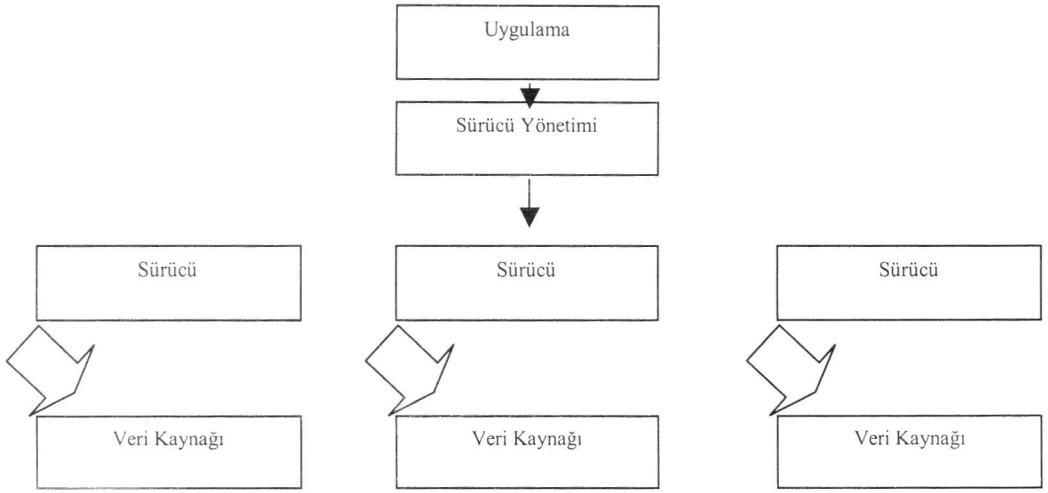 Uygulama
Sürücü Yönetimi
Sürücü
Sürücü
Sürücü
Veri Kaynağı
Veri Kaynağı
Veri Kaynağı